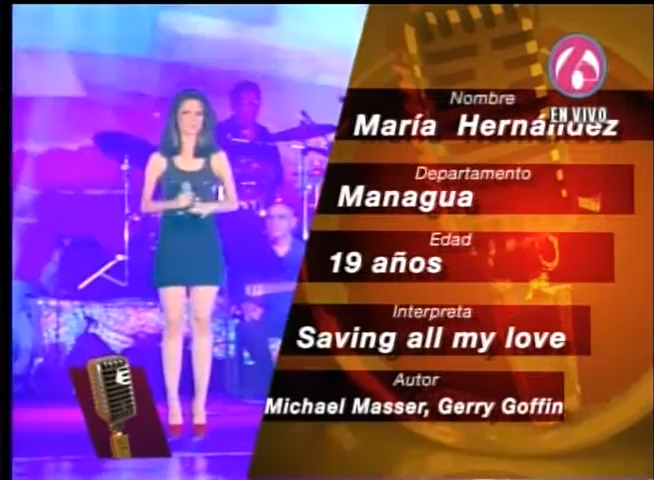 Nombre
EN VIVO
María Hernández
Departamento
Managua
Edad
19 años
Interpreta
Saving all my love
Autor
Michael Masser, Gerry Goffin